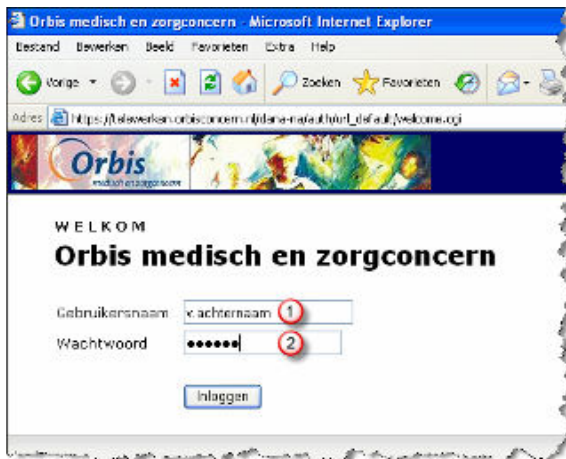 Orbis medisch en zorgconcern - Microsoft Internet Explorer
Bestand Bewerken Beeld Favorieten Extra Help
Vorige Zoeken Favorieten
Adres https://telewerken.orbisconcern.nl/dana-na/auth/url_default/welcome.cgi
Orbis
medisch en zorgconcern
WELKOM
Orbis medisch en zorgconcern
Gebruikersnaam v.achternaam 1
Wachtwoord ●●●●●● 2
Inloggen